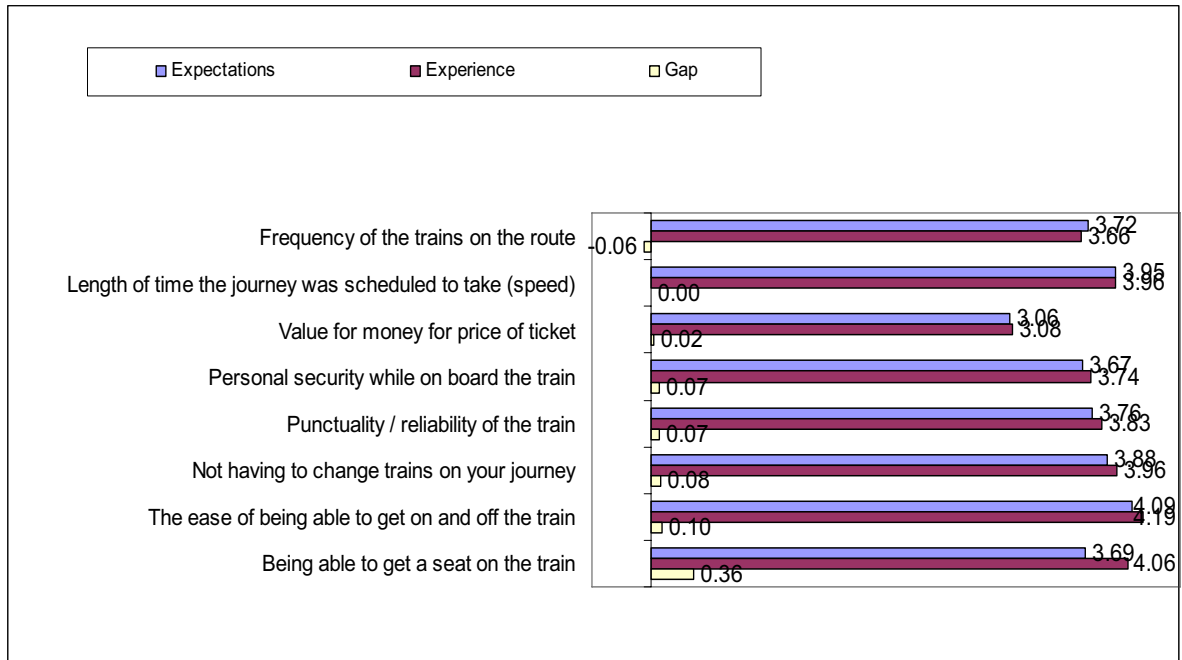 Expectations Experience Gap
Frequency of the trains on the route 3.72
3.66
-0.06
Length of time the journey was scheduled to take (speed) 3.95
3.96
0.00
Value for money for price of ticket 3.06
3.08
0.02
Personal security while on board the train 3.67
3.74
0.07
Punctuality / reliability of the train 3.76
3.83
0.07
Not having to change trains on your journey 3.88
3.96
0.08
The ease of being able to get on and off the train 4.09
4.19
0.10
Being able to get a seat on the train 3.69
4.06
0.36